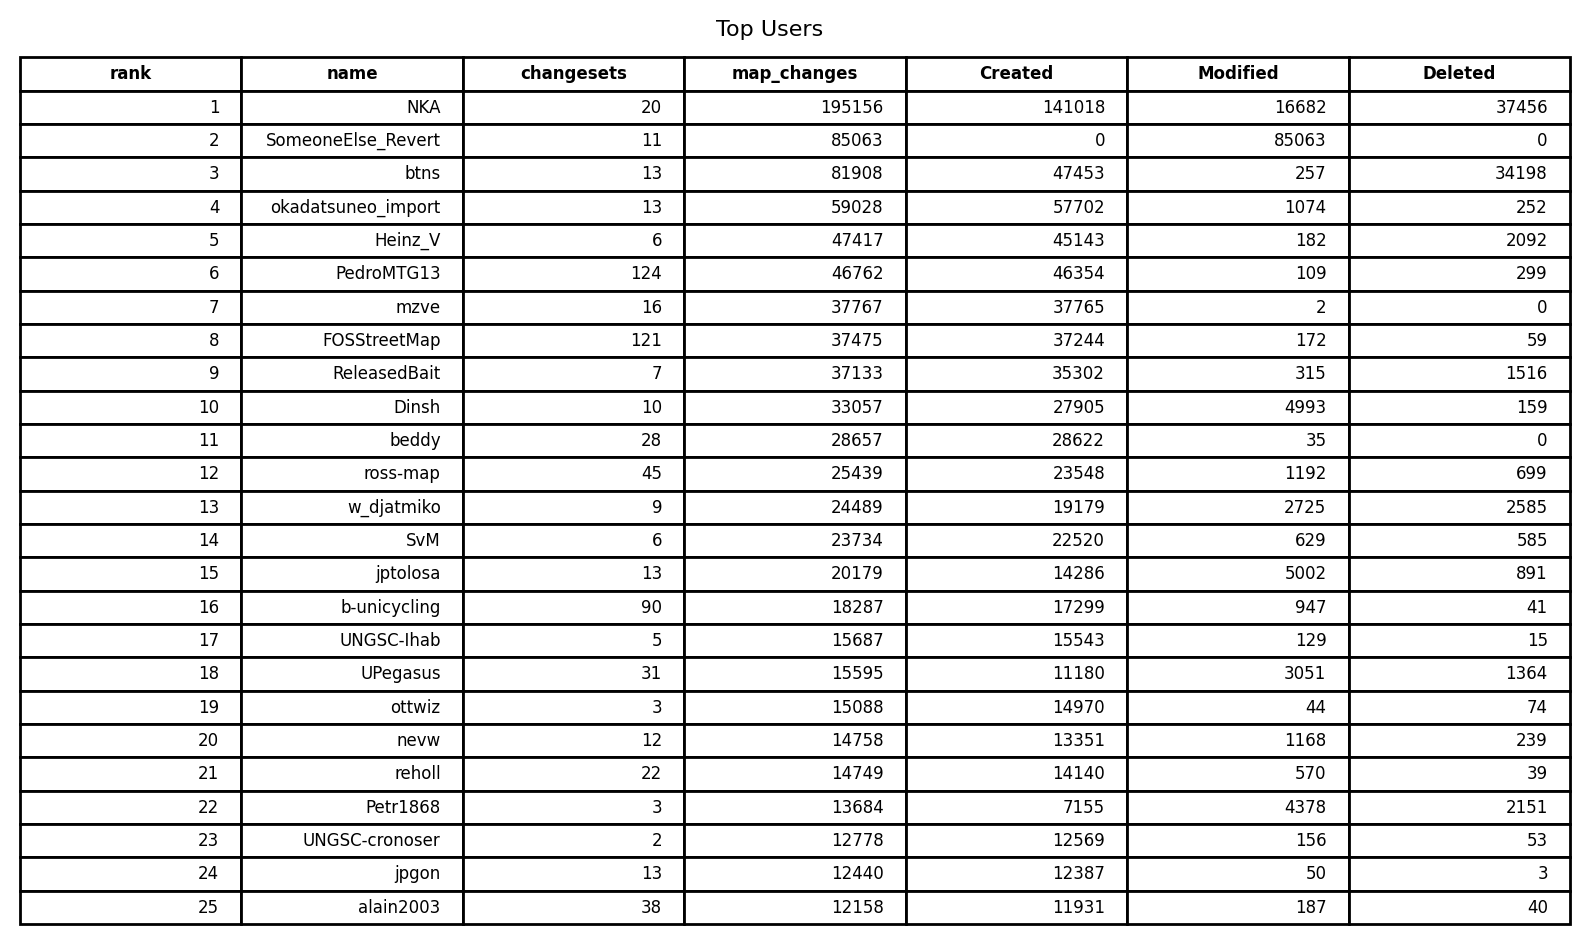 Top Users
rank name changesets map_changes Created Modified Deleted
1 NKA 20 195156 141018 16682 37456
2 SomeoneElse_Revert 11 85063 0 85063 0
3 btns 13 81908 47453 257 34198
4 okadatsuneo_import 13 59028 57702 1074 252
5 Heinz_V 6 47417 45143 182 2092
6 PedroMTG13 124 46762 46354 109 299
7 mzve 16 37767 37765 2 0
8 FOSStreetMap 121 37475 37244 172 59
9 ReleasedBait 7 37133 35302 315 1516
10 Dinsh 10 33057 27905 4993 159
11 beddy 28 28657 28622 35 0
12 ross-map 45 25439 23548 1192 699
13 w_djatmiko 9 24489 19179 2725 2585
14 SvM 6 23734 22520 629 585
15 jptolosa 13 20179 14286 5002 891
16 b-unicycling 90 18287 17299 947 41
17 UNGSC-Ihab 5 15687 15543 129 15
18 UPegasus 31 15595 11180 3051 1364
19 ottwiz 3 15088 14970 44 74
20 nevw 12 14758 13351 1168 239
21 reholl 22 14749 14140 570 39
22 Petr1868 3 13684 7155 4378 2151
23 UNGSC-cronoser 2 12778 12569 156 53
24 jpgon 13 12440 12387 50 3
25 alain2003 38 12158 11931 187 40